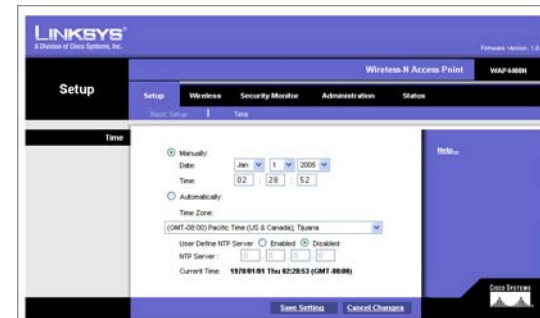 LINKSYS®
A Division of Cisco Systems, Inc.
Firmware Version: 1.0
Wireless-N Access Point WAP4400N
Setup
Setup Wireless Security Monitor Administration Status
Basic Setup | Time
Time
Manually:
Date: Jan 1 2005
Time: 02 : 28 : 52
Automatically:
Time Zone:
(GMT-08:00) Pacific Time (US & Canada); Tijuana
User Define NTP Server Enabled Disabled
NTP Server : 0 . 0 . 0 . 0
Current Time: 1970/01/01 Thu 02:28:53 (GMT-08:00)
Help...
Save Setting Cancel Changes
CISCO SYSTEMS